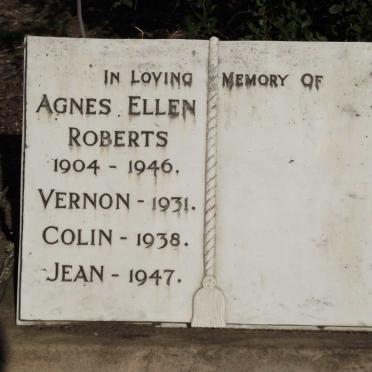 IN LOVING MEMORY OF
AGNES ELLEN
ROBERTS
1904 - 1946.
VERNON - 1931.
COLIN - 1938.
JEAN - 1947.